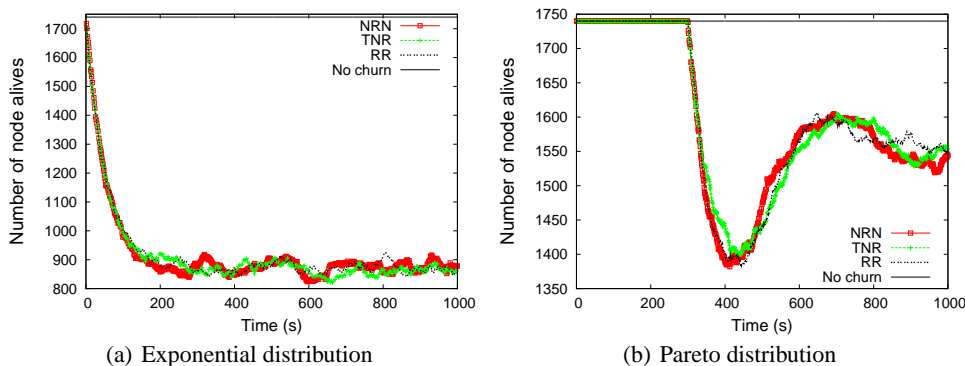 1700
1600
1500
1400
1300
1200
1100
1000
900
800
Number of node alives
0 200 400 600 800 1000
Time (s)
NRN
TNR
RR
No churn
(a) Exponential distribution
1750
1700
1650
1600
1550
1500
1450
1400
1350
Number of node alives
0 200 400 600 800 1000
Time (s)
NRN
TNR
RR
No churn
(b) Pareto distribution